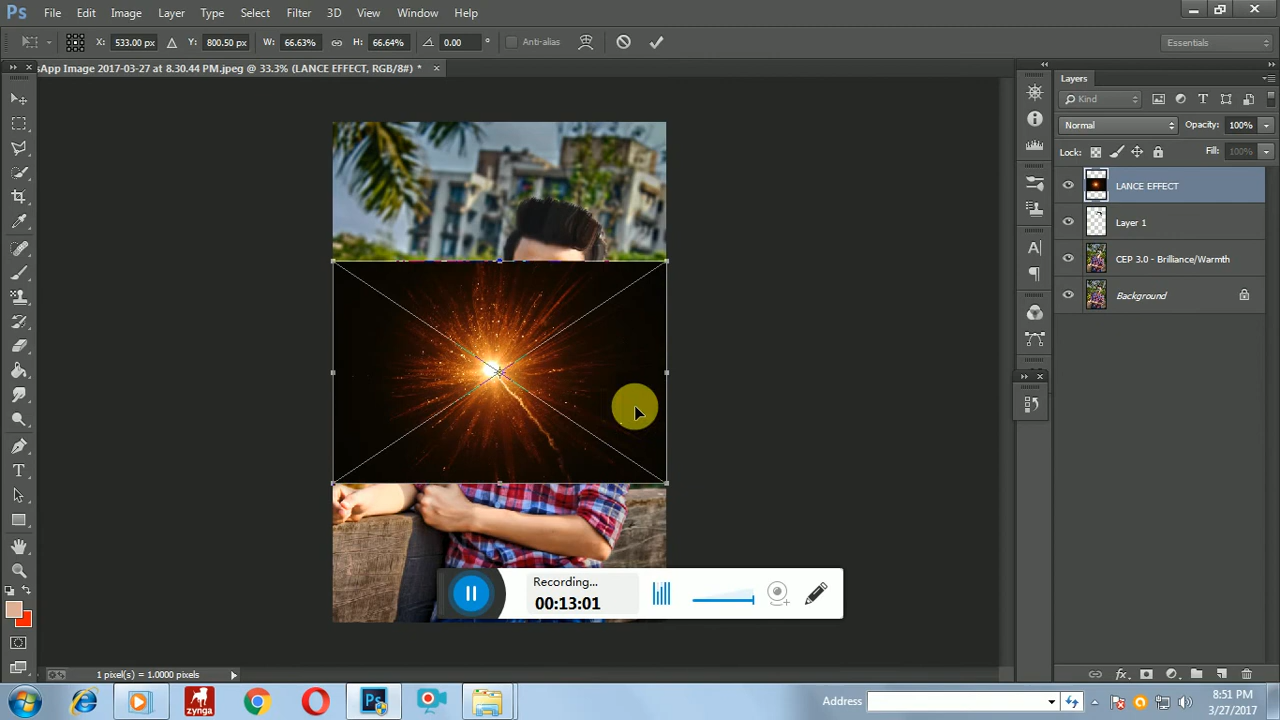 Ps File Edit Image Layer Type Select Filter 3D View Window Help
X: 533.00 px Y: 800.50 px W: 66.63% H: 66.64% 0.00 ° Anti-alias Essentials
sApp Image 2017-03-27 at 8.30.44 PM.jpeg @ 33.3% (LANCE EFFECT, RGB/8#) *
Layers
Kind
Normal Opacity: 100%
Lock: Fill: 100%
LANCE EFFECT
Layer 1
CEP 3.0 - Brilliance/Warmth
Background
Recording...
00:13:01
1 pixel(s) = 1.0000 pixels
zynga Ps Address 8:51 PM
3/27/2017